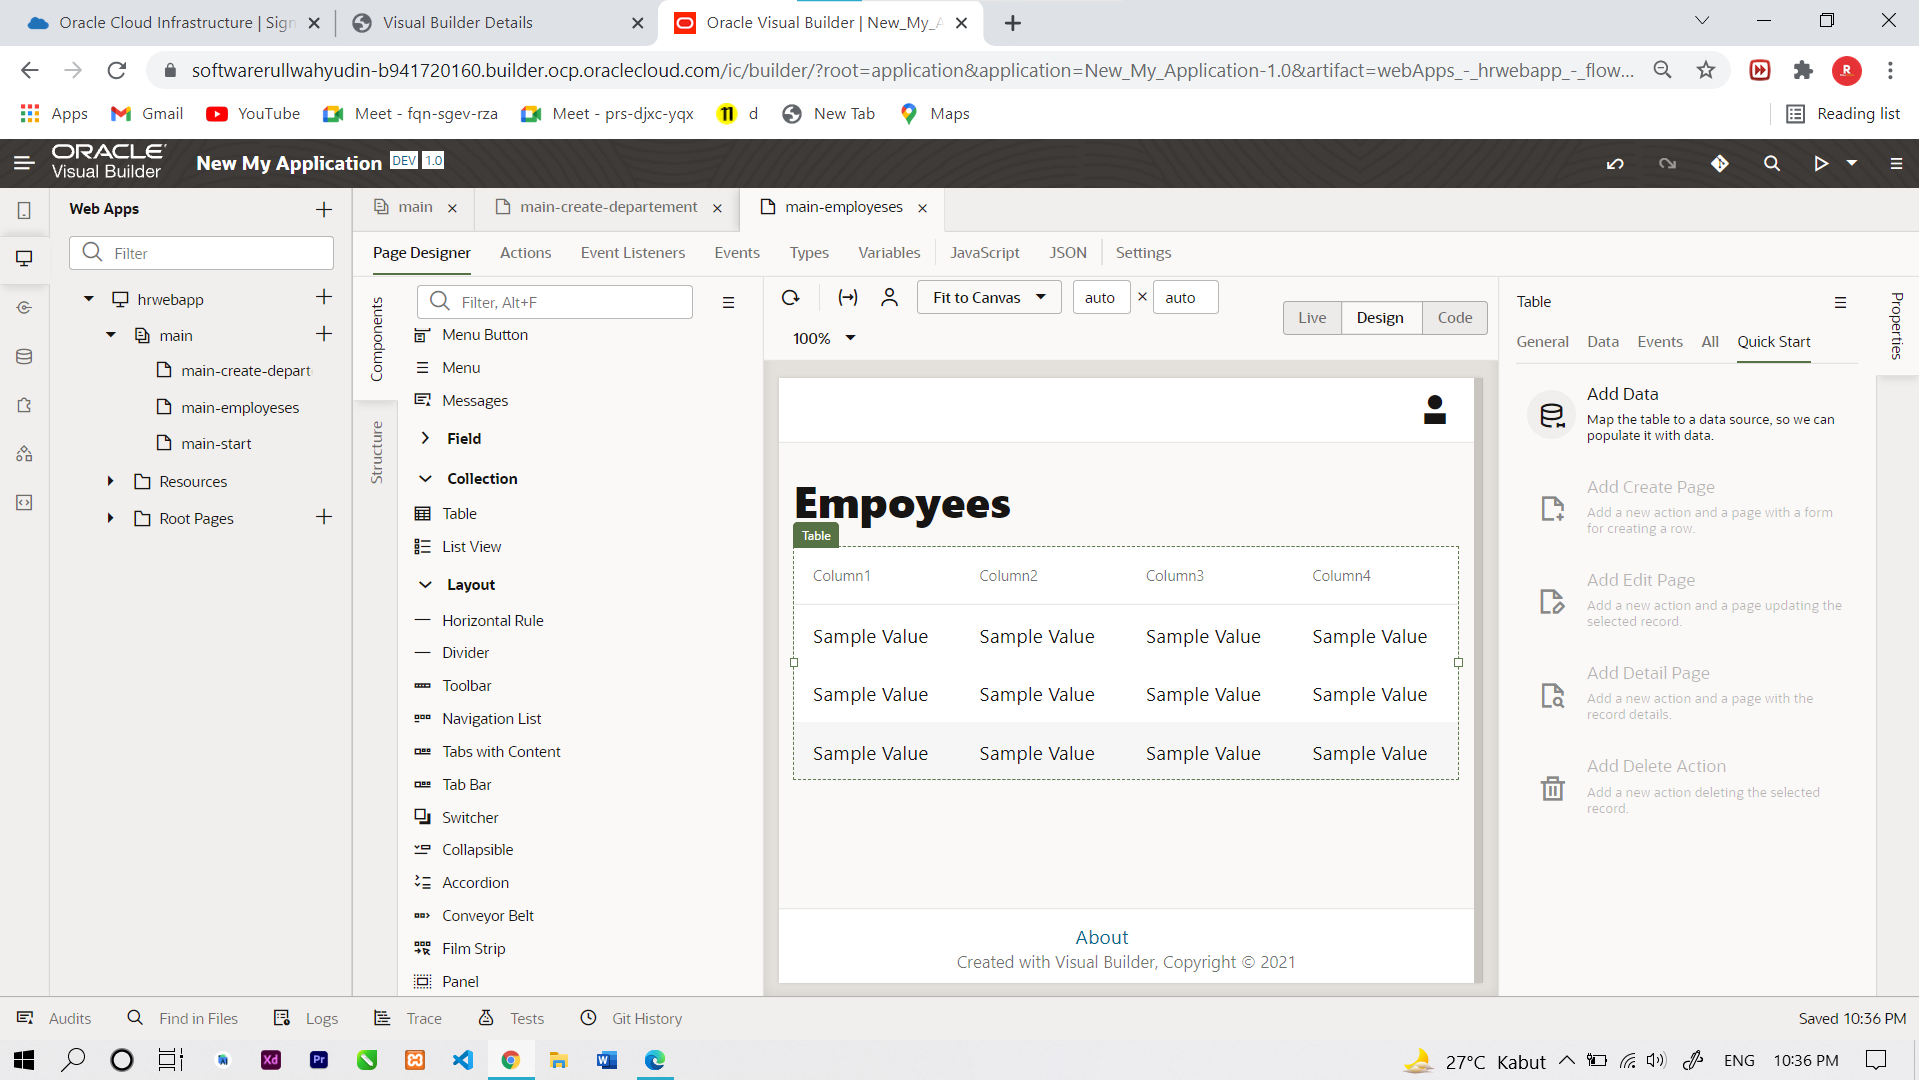 Oracle Cloud Infrastructure | Sign
Visual Builder Details
Oracle Visual Builder | New_My_A
softwarerullwahyudin-b941720160.builder.ocp.oraclecloud.com/ic/builder/?root=application&application=New_My_Application-1.0&artifact=webApps_-_hrwebapp_-_flow...
R
Apps
Gmail
YouTube
Meet - fqn-sgev-rza
Meet - prs-djxc-yqx
d
New Tab
Maps
Reading list
ORACLE
Visual Builder
New My Application DEV 1.0
Web Apps
Filter
hrwebapp
main
main-create-depart
main-employeses
main-start
Resources
Root Pages
main
main-create-departement
main-employeses
Page Designer
Actions
Event Listeners
Events
Types
Variables
JavaScript
JSON
Settings
Components
Structure
Filter, Alt+F
Menu Button
Menu
Messages
Field
Collection
Table
List View
Layout
Horizontal Rule
Divider
Toolbar
Navigation List
Tabs with Content
Tab Bar
Switcher
Collapsible
Accordion
Conveyor Belt
Film Strip
Panel
Fit to Canvas
auto × auto
100%
Live
Design
Code
Empoyees
Table
Column1 Column2 Column3 Column4
Sample Value Sample Value Sample Value Sample Value
Sample Value Sample Value Sample Value Sample Value
Sample Value Sample Value Sample Value Sample Value
About
Created with Visual Builder, Copyright © 2021
Table
General
Data
Events
All
Quick Start
Add Data
Map the table to a data source, so we can
populate it with data.
Add Create Page
Add a new action and a page with a form
for creating a row.
Add Edit Page
Add a new action and a page updating the
selected record.
Add Detail Page
Add a new action and a page with the
record details.
Add Delete Action
Add a new action deleting the selected
record.
Properties
Audits
Find in Files
Logs
Trace
Tests
Git History
Saved 10:36 PM
Xd
Pr
27°C Kabut
ENG
10:36 PM